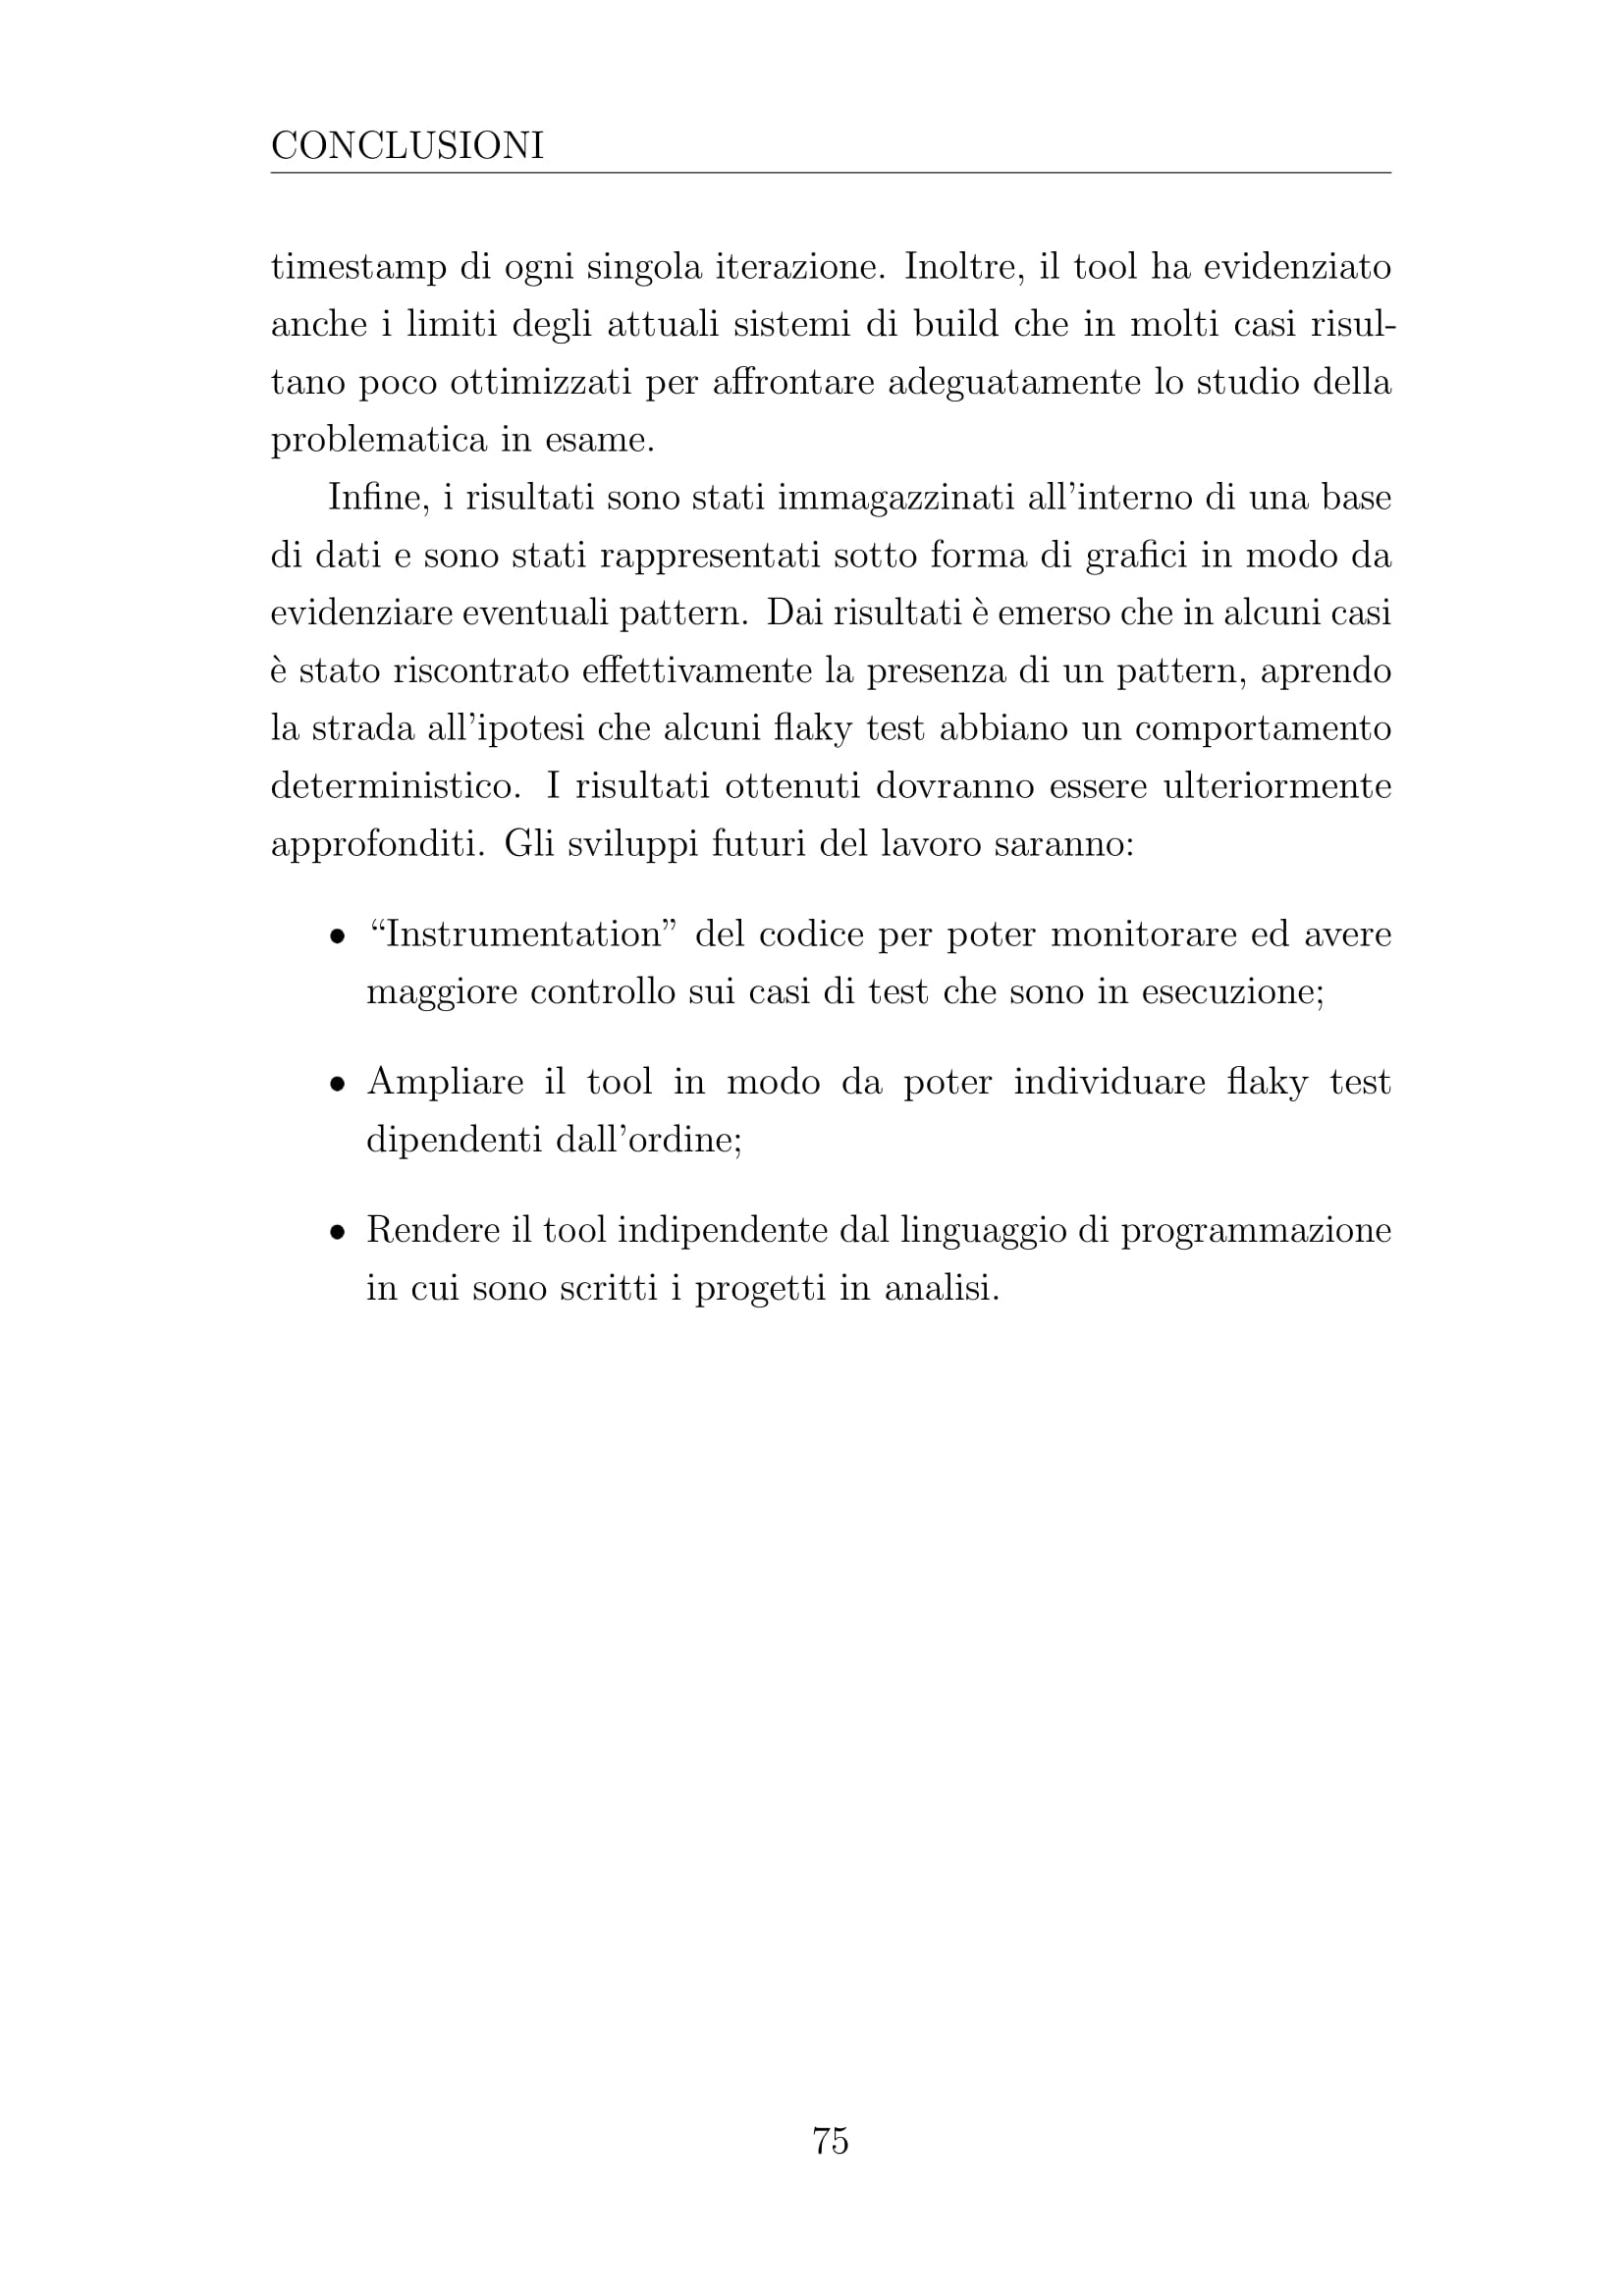 CONCLUSIONI
timestamp di ogni singola iterazione. Inoltre, il tool ha evidenziato
anche i limiti degli attuali sistemi di build che in molti casi risul-
tano poco ottimizzati per affrontare adeguatamente lo studio della
problematica in esame.
Infine, i risultati sono stati immagazzinati all’interno di una base
di dati e sono stati rappresentati sotto forma di grafici in modo da
evidenziare eventuali pattern. Dai risultati è emerso che in alcuni casi
è stato riscontrato effettivamente la presenza di un pattern, aprendo
la strada all’ipotesi che alcuni flaky test abbiano un comportamento
deterministico. I risultati ottenuti dovranno essere ulteriormente
approfonditi. Gli sviluppi futuri del lavoro saranno:
• “Instrumentation” del codice per poter monitorare ed avere
maggiore controllo sui casi di test che sono in esecuzione;
• Ampliare il tool in modo da poter individuare flaky test
dipendenti dall’ordine;
• Rendere il tool indipendente dal linguaggio di programmazione
in cui sono scritti i progetti in analisi.
75